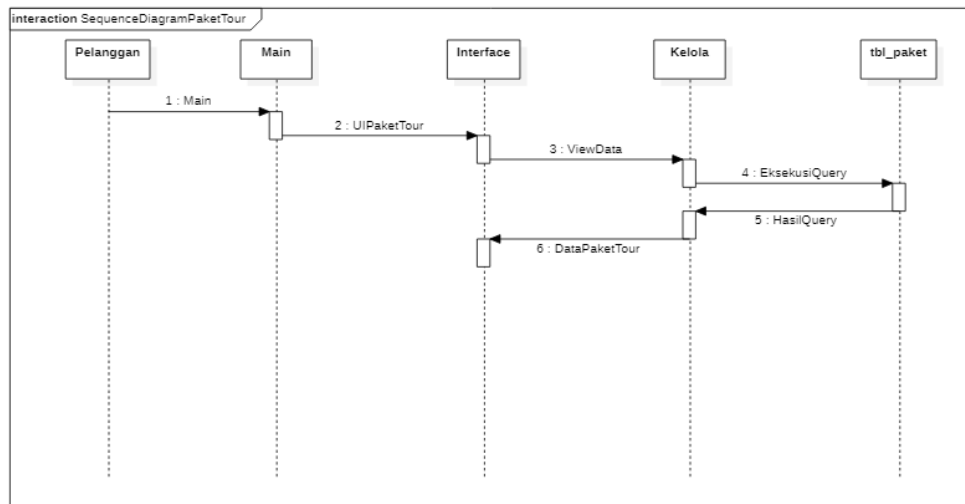 interaction SequenceDiagramPaketTour
Pelanggan
Main
Interface
Kelola
tbl_paket
1 : Main
2 : UIPaketTour
3 : ViewData
4 : EksekusiQuery
5 : HasilQuery
6 : DataPaketTour